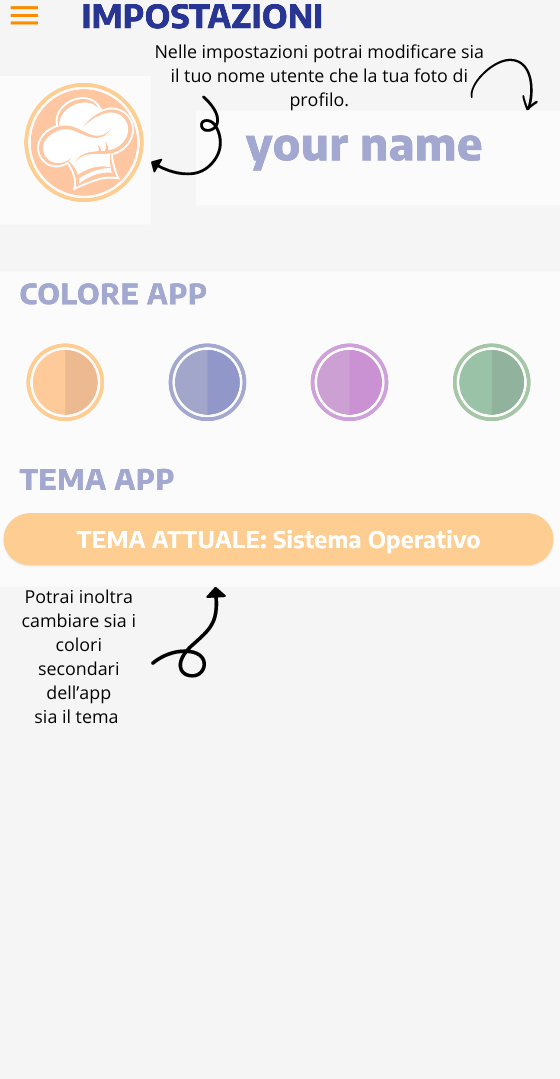 IMPOSTAZIONI
Nelle impostazioni potrai modificare sia
il tuo nome utente che la tua foto di
profilo.
your name
COLORE APP
TEMA APP
TEMA ATTUALE: Sistema Operativo
Potrai inoltra
cambiare sia i
colori
secondari
dell’app
sia il tema